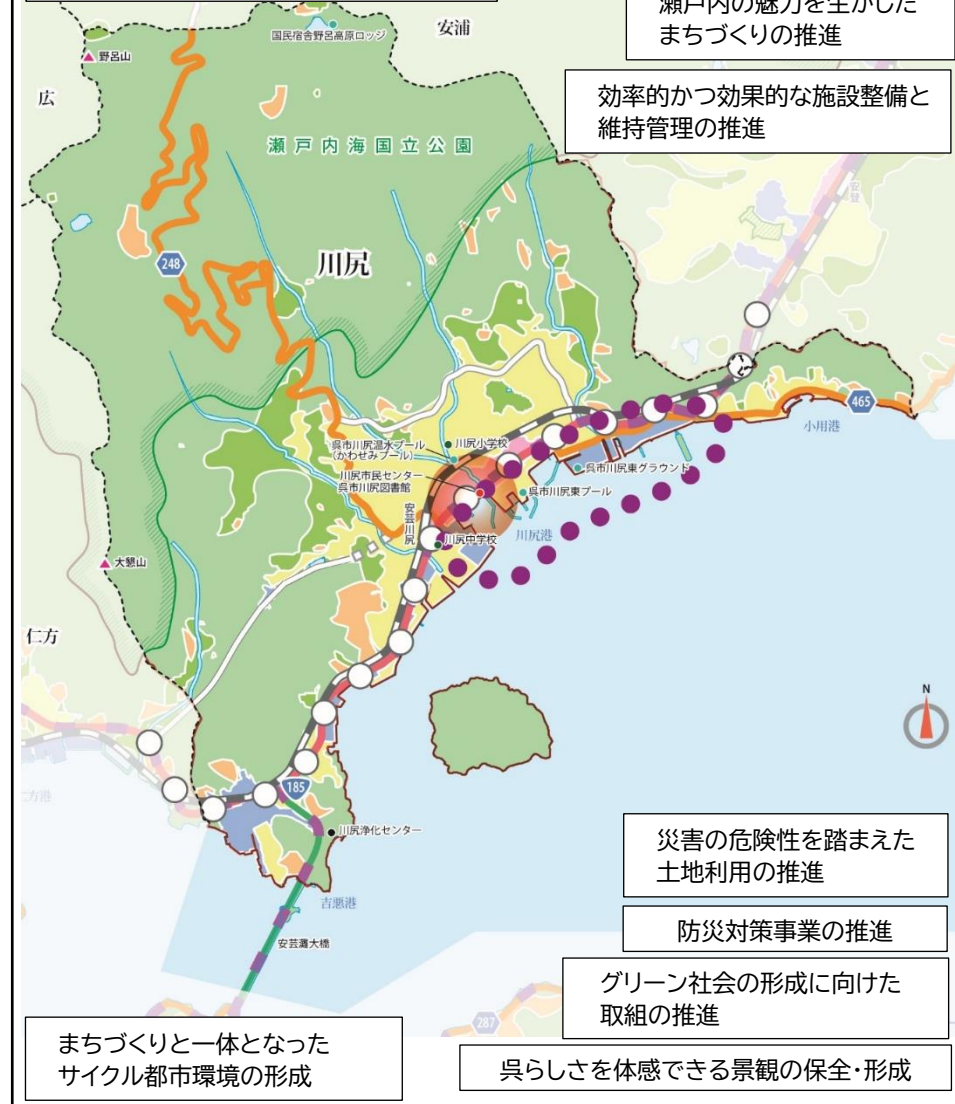 瀬戸内の魅力を生かした
まちづくりの推進
国民宿舎野呂高原ロッジ
安浦
野呂山
広
効率的かつ効果的な施設整備と
維持管理の推進
瀬戸内海国立公園
安登
248
川尻
465
小用港
呉市川尻温水プール
(かわせみプール)
川尻小学校
川尻市民センター
呉市川尻図書館
呉市川尻東グラウンド
呉市川尻東プール
安芸川尻
川尻港
川尻中学校
大懇山
仁方
N
仁方港
185
川尻浄化センター
災害の危険性を踏まえた
土地利用の推進
吉悪港
防災対策事業の推進
安芸灘大橋
グリーン社会の形成に向けた
取組の推進
287
まちづくりと一体となった
サイクル都市環境の形成
呉らしさを体感できる景観の保全・形成